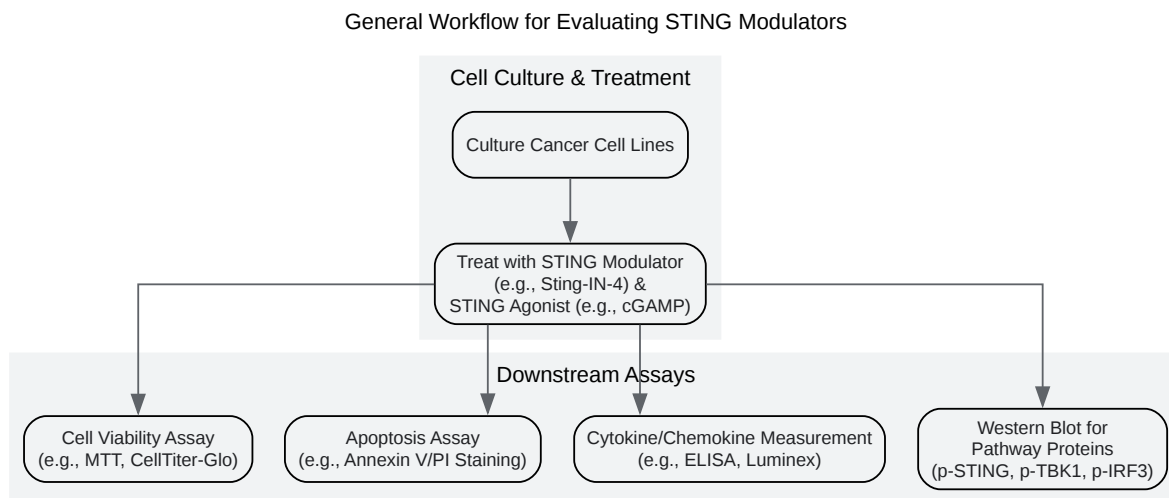 General Workflow for Evaluating STING Modulators
Cell Culture & Treatment
Culture Cancer Cell Lines
Treat with STING Modulator
(e.g., Sting-IN-4) &
STING Agonist (e.g., cGAMP)
Downstream Assays
Cell Viability Assay
(e.g., MTT, CellTiter-Glo)
Apoptosis Assay
(e.g., Annexin V/PI Staining)
Cytokine/Chemokine Measurement
(e.g., ELISA, Luminex)
Western Blot for
Pathway Proteins
(p-STING, p-TBK1, p-IRF3)